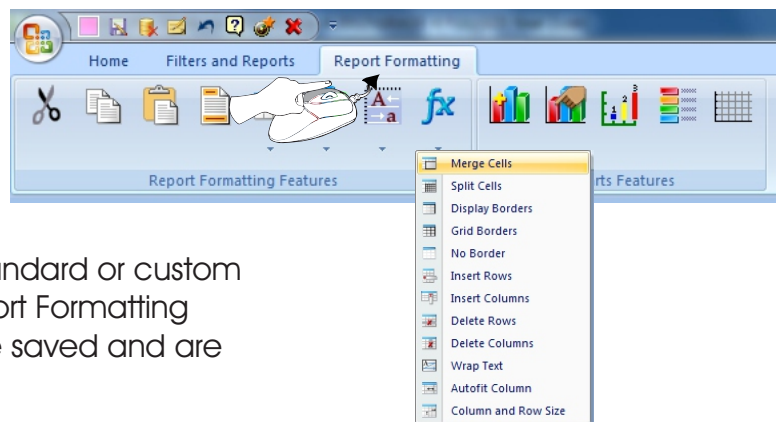 Home Filters and Reports Report Formatting
Report Formatting Features
rts Features
Merge Cells
Split Cells
Display Borders
Grid Borders
No Border
Insert Rows
Insert Columns
Delete Rows
Delete Columns
Wrap Text
Autofit Column
Column and Row Size
andard or custom
ort Formatting
e saved and are